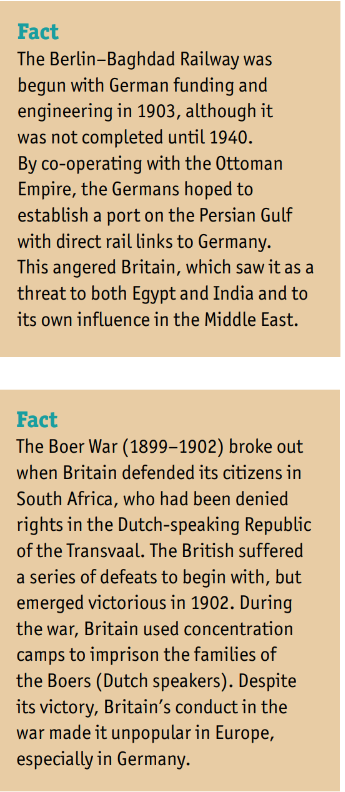 Fact
The Berlin–Baghdad Railway was
begun with German funding and
engineering in 1903, although it
was not completed until 1940.
By co-operating with the Ottoman
Empire, the Germans hoped to
establish a port on the Persian Gulf
with direct rail links to Germany.
This angered Britain, which saw it as a
threat to both Egypt and India and to
its own influence in the Middle East.
Fact
The Boer War (1899–1902) broke out
when Britain defended its citizens in
South Africa, who had been denied
rights in the Dutch-speaking Republic
of the Transvaal. The British suffered
a series of defeats to begin with, but
emerged victorious in 1902. During
the war, Britain used concentration
camps to imprison the families of
the Boers (Dutch speakers). Despite
its victory, Britain’s conduct in the
war made it unpopular in Europe,
especially in Germany.